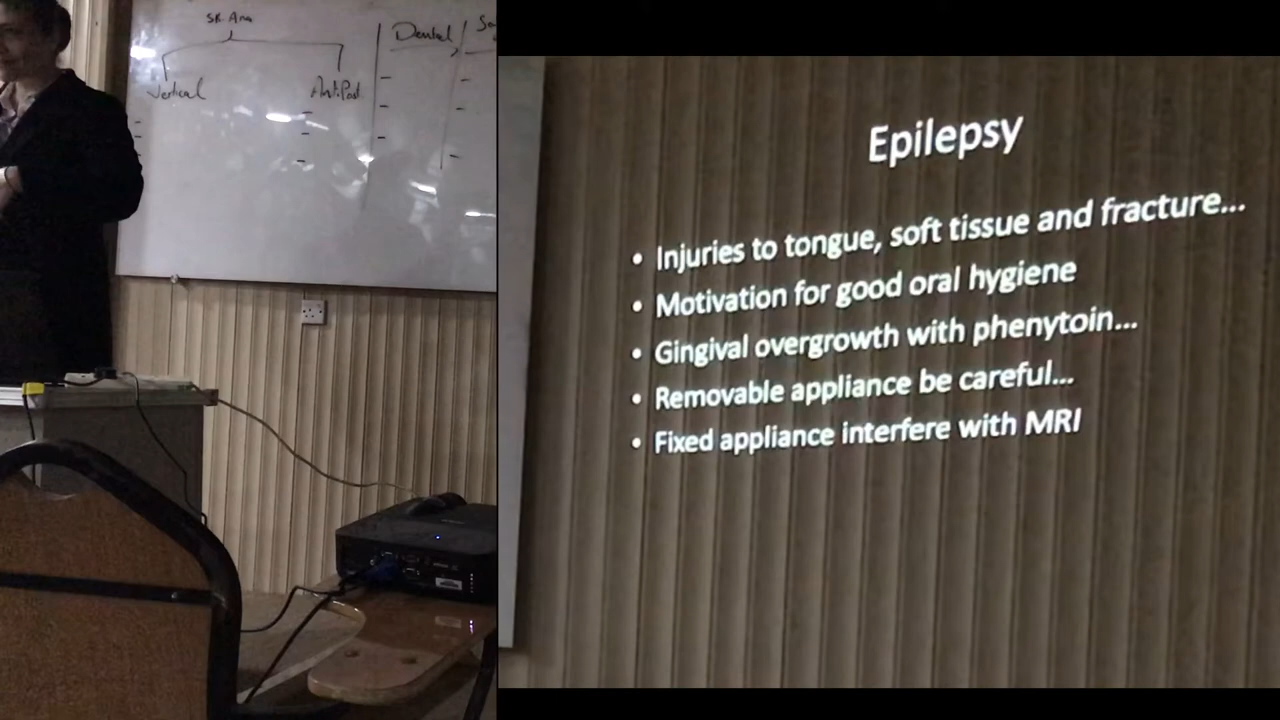 Vertical
Dental
Epilepsy
• Injuries to tongue, soft tissue and fracture...
• Motivation for good oral hygiene
• Gingival overgrowth with phenytoin...
• Removable appliance be careful...
• Fixed appliance interfere with MRI